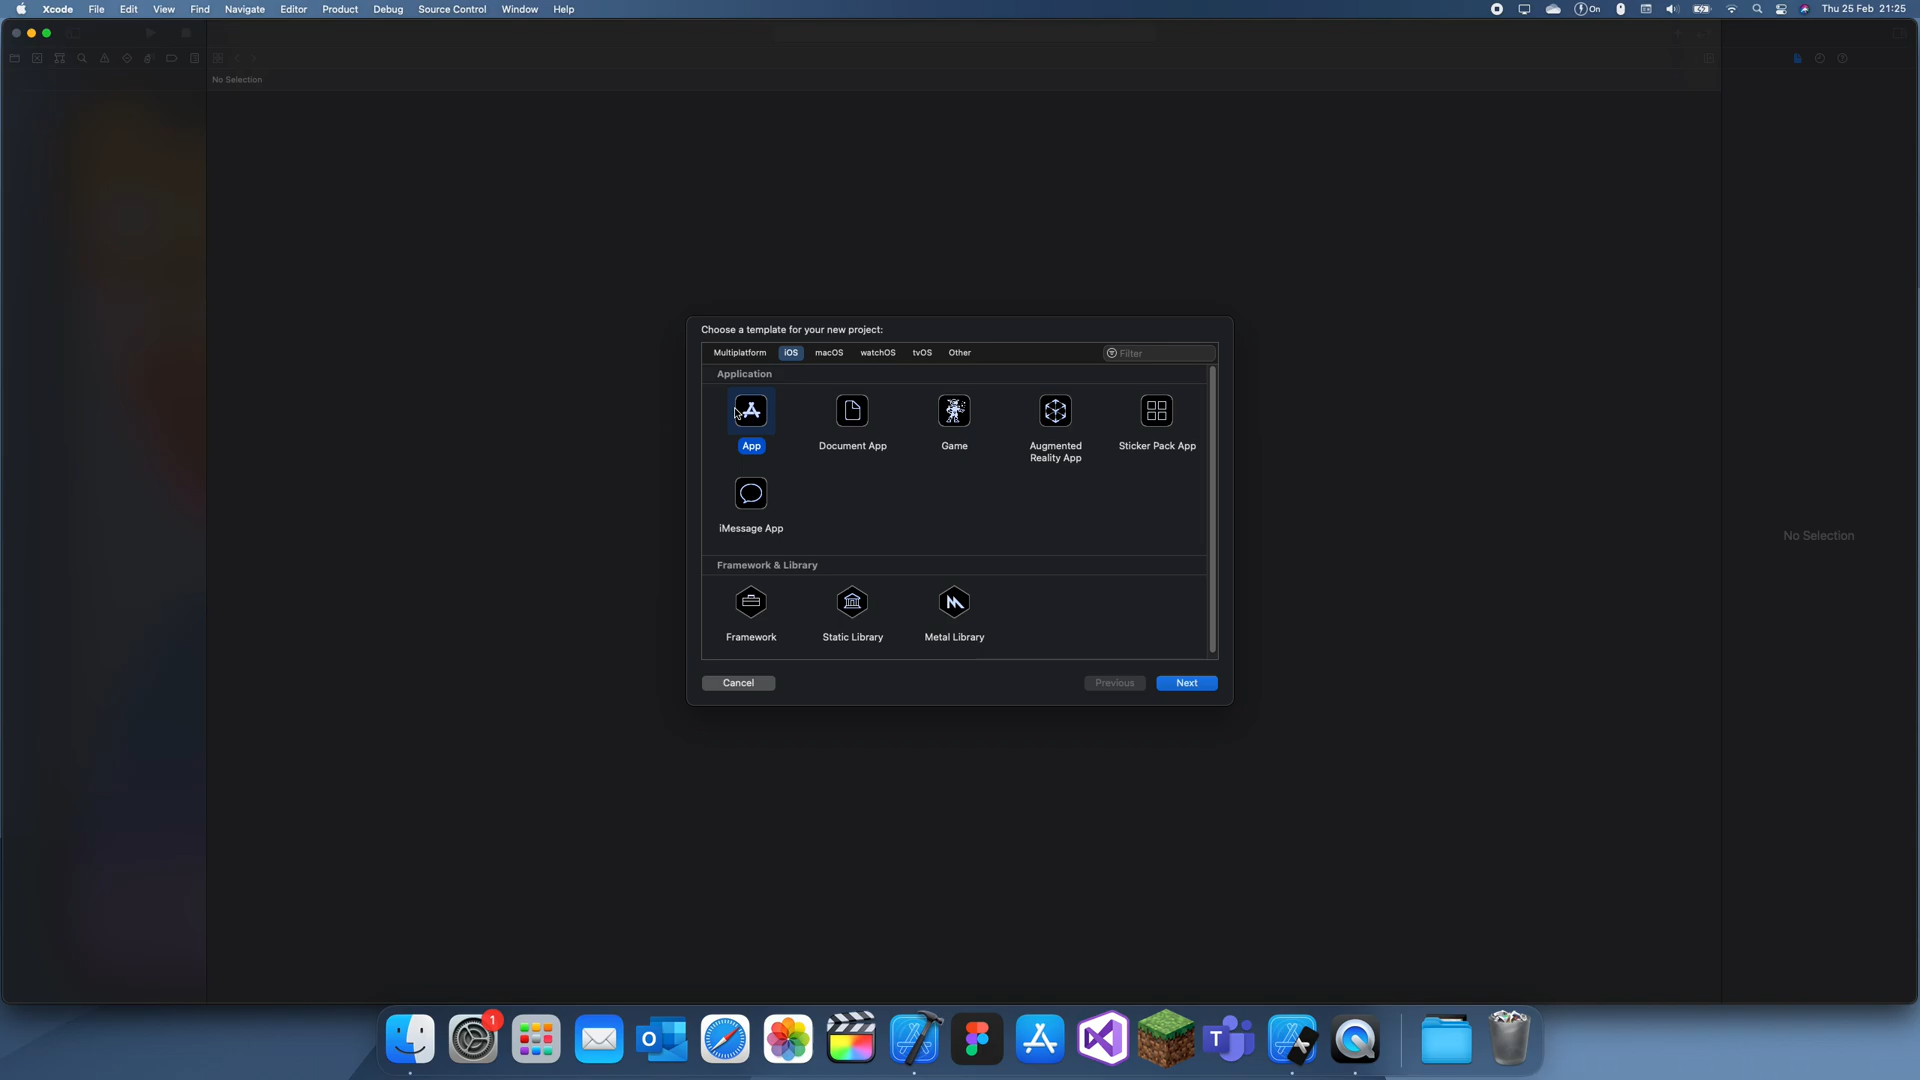 Xcode File Edit View Find Navigate Editor Product Debug Source Control Window Help On Thu 25 Feb 21:25
No Selection
Choose a template for your new project:
Multiplatform iOS macOS watchOS tvOS Other Filter
Application
App Document App Game Augmented Reality App Sticker Pack App
iMessage App
No Selection
Framework & Library
Framework Static Library Metal Library
Cancel Previous Next
1